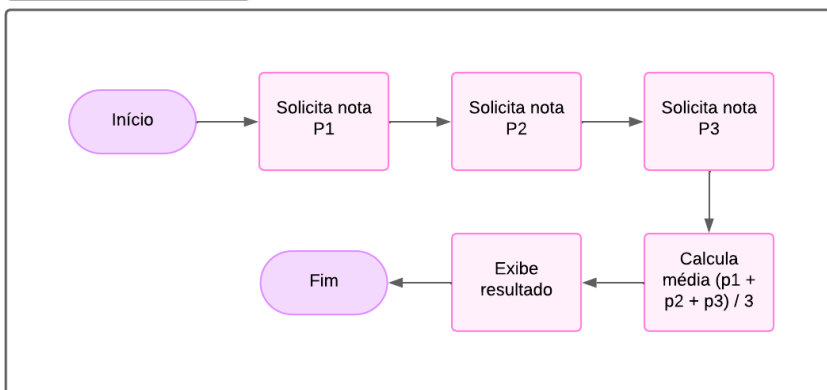 Início
Solicita nota
P1
Solicita nota
P2
Solicita nota
P3
Calcula
média (p1 +
p2 + p3) / 3
Exibe
resultado
Fim